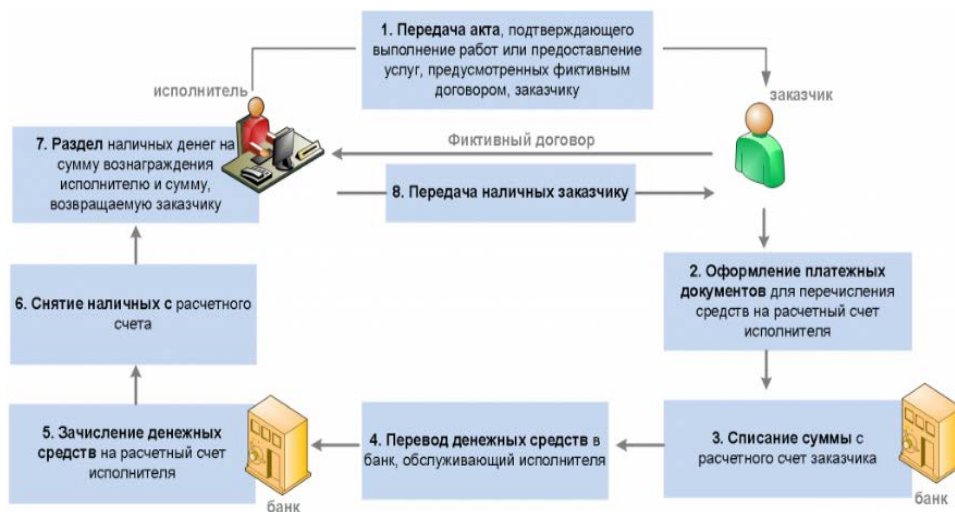 1. Передача акта, подтверждающего
выполнение работ или предоставление
услуг, предусмотренных фиктивным
договором, заказчику
исполнитель
заказчик
7. Раздел наличных денег на
сумму вознаграждения
исполнителю и сумму,
возвращаемую заказчику
Фиктивный договор
8. Передача наличных заказчику
2. Оформление платежных
документов для перечисления
средств на расчетный счет
исполнителя
6. Снятие наличных с расчетного
счета
5. Зачисление денежных
средств на расчетный счет
исполнителя
банк
4. Перевод денежных средств в
банк, обслуживающий исполнителя
3. Списание суммы с
расчетного счет заказчика
банк